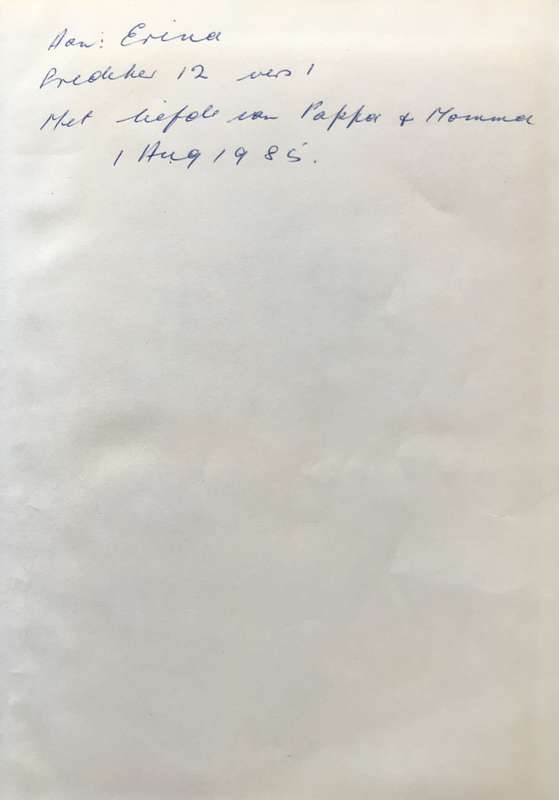 Aan: Erina
Prediker 12 vers 1
Met liefde van Pappa & Mamma
1 Aug 1985.